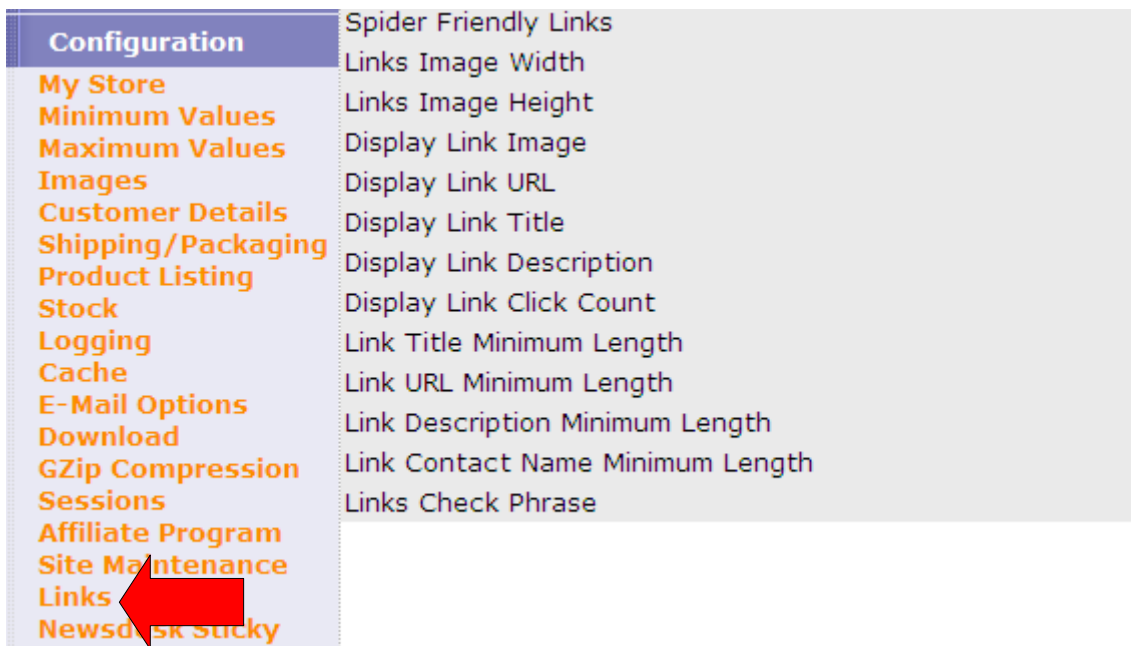 Configuration
My Store
Minimum Values
Maximum Values
Images
Customer Details
Shipping/Packaging
Product Listing
Stock
Logging
Cache
E-Mail Options
Download
GZip Compression
Sessions
Affiliate Program
Site Maintenance
Links
Newsdesk Sticky
Spider Friendly Links
Links Image Width
Links Image Height
Display Link Image
Display Link URL
Display Link Title
Display Link Description
Display Link Click Count
Link Title Minimum Length
Link URL Minimum Length
Link Description Minimum Length
Link Contact Name Minimum Length
Links Check Phrase